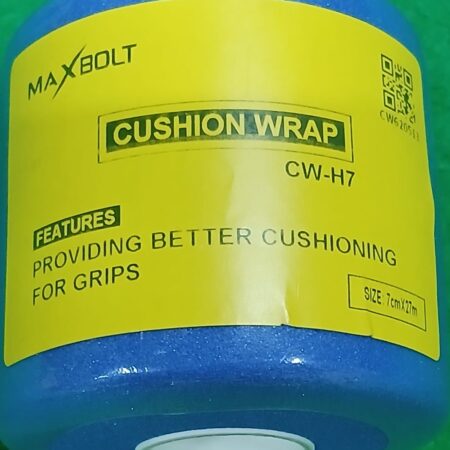 MAXBOLT
CUSHION WRAP
CW-H7
FEATURES
PROVIDING BETTER CUSHIONING
FOR GRIPS
SIZE: 7cmX27m